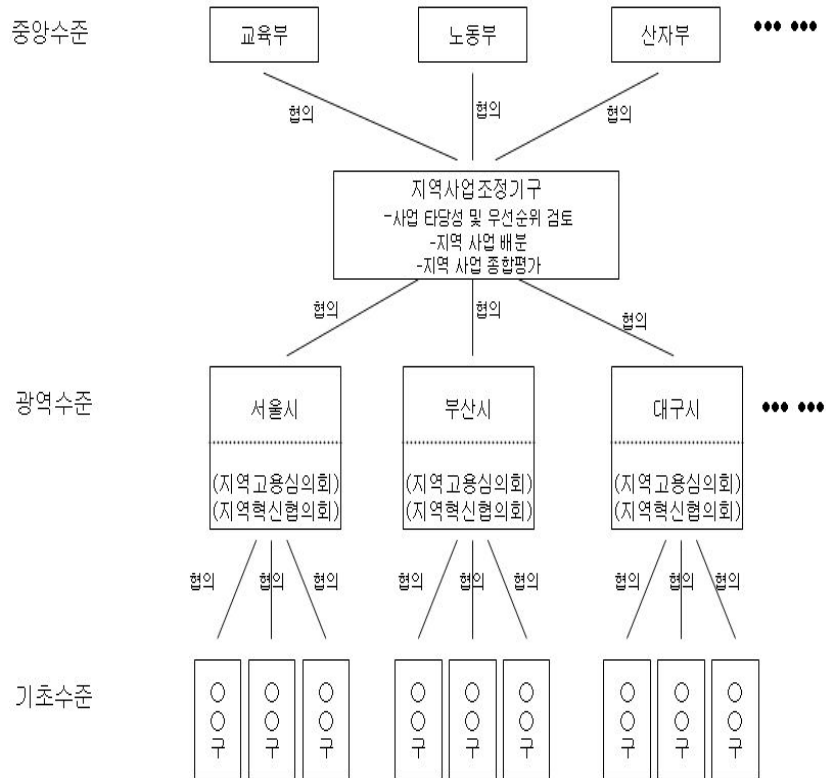 중앙수준
교육부 노동부 산자부 ●●● ●●●
협의 협의 협의
지역사업조정기구
-사업 타당성 및 우선순위 검토
-지역 사업 배분
-지역 사업 종합평가
협의 협의 협의
광역수준
서울시 부산시 대구시 ●●● ●●●
(지역고용심의회) (지역고용심의회) (지역고용심의회)
(지역혁신협의회) (지역혁신협의회) (지역혁신협의회)
협의 협의 협의 협의 협의 협의 협의 협의 협의
기초수준
○ ○ ○ ○ ○ ○ ○ ○ ○
○ ○ ○ ○ ○ ○ ○ ○ ○
구 구 구 구 구 구 구 구 구